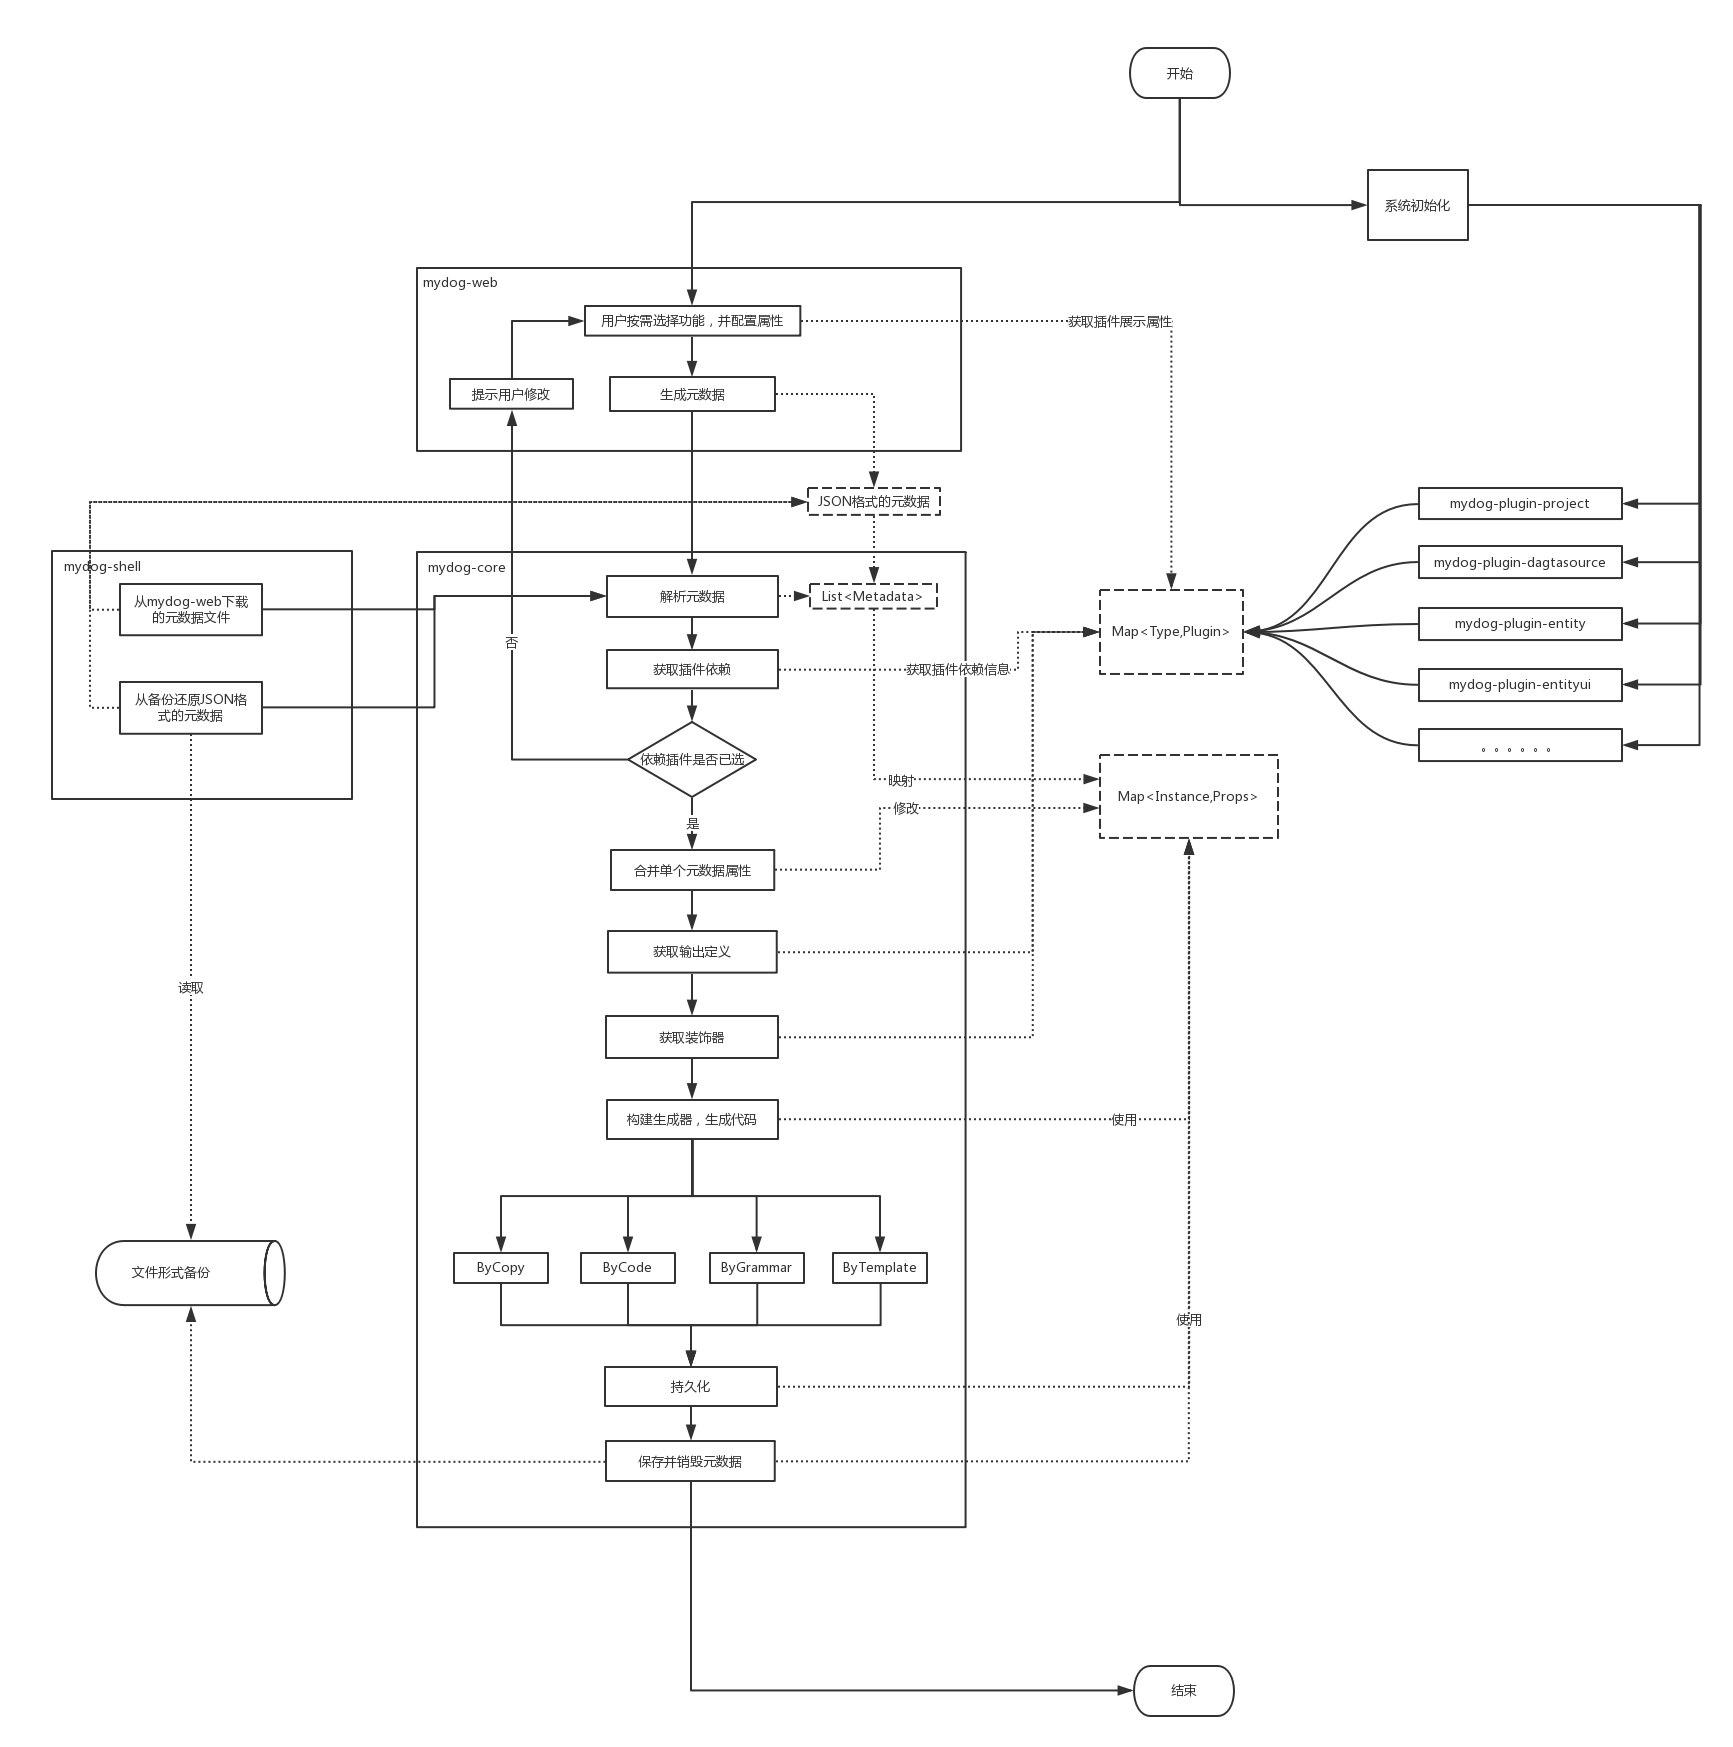 开始
系统初始化
mydog-web
用户按需选择功能，并配置属性
获取插件展示属性
提示用户修改
生成元数据
JSON格式的元数据
mydog-plugin-project
mydog-plugin-dagtasource
mydog-plugin-entity
mydog-plugin-entityui
。。。。。。
mydog-shell
从mydog-web下载
的元数据文件
从备份还原JSON格
式的元数据
mydog-core
解析元数据
List<Metadata>
Map<Type,Plugin>
否
获取插件依赖
获取插件依赖信息
依赖插件是否已选
映射
Map<Instance,Props>
修改
是
合并单个元数据属性
获取输出定义
读取
获取装饰器
构建生成器，生成代码
使用
ByCopy
ByCode
ByGrammar
ByTemplate
文件形式备份
使用
持久化
保存并销毁元数据
结束